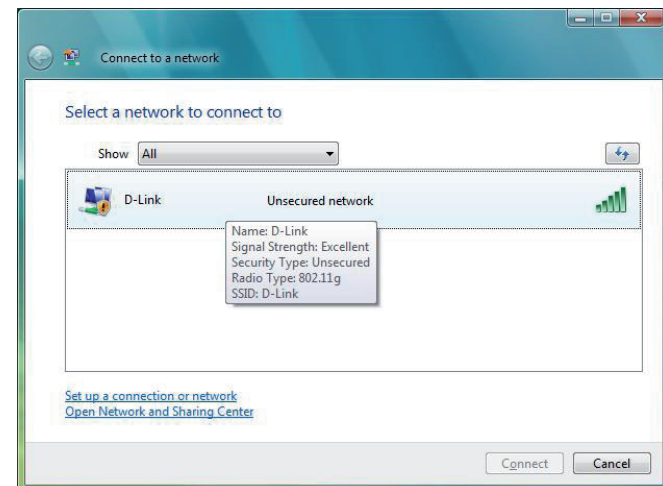 Connect to a network
Select a network to connect to
Show All
D-Link Unsecured network
Name: D-Link
Signal Strength: Excellent
Security Type: Unsecured
Radio Type: 802.11g
SSID: D-Link
Set up a connection or network
Open Network and Sharing Center
Connect Cancel